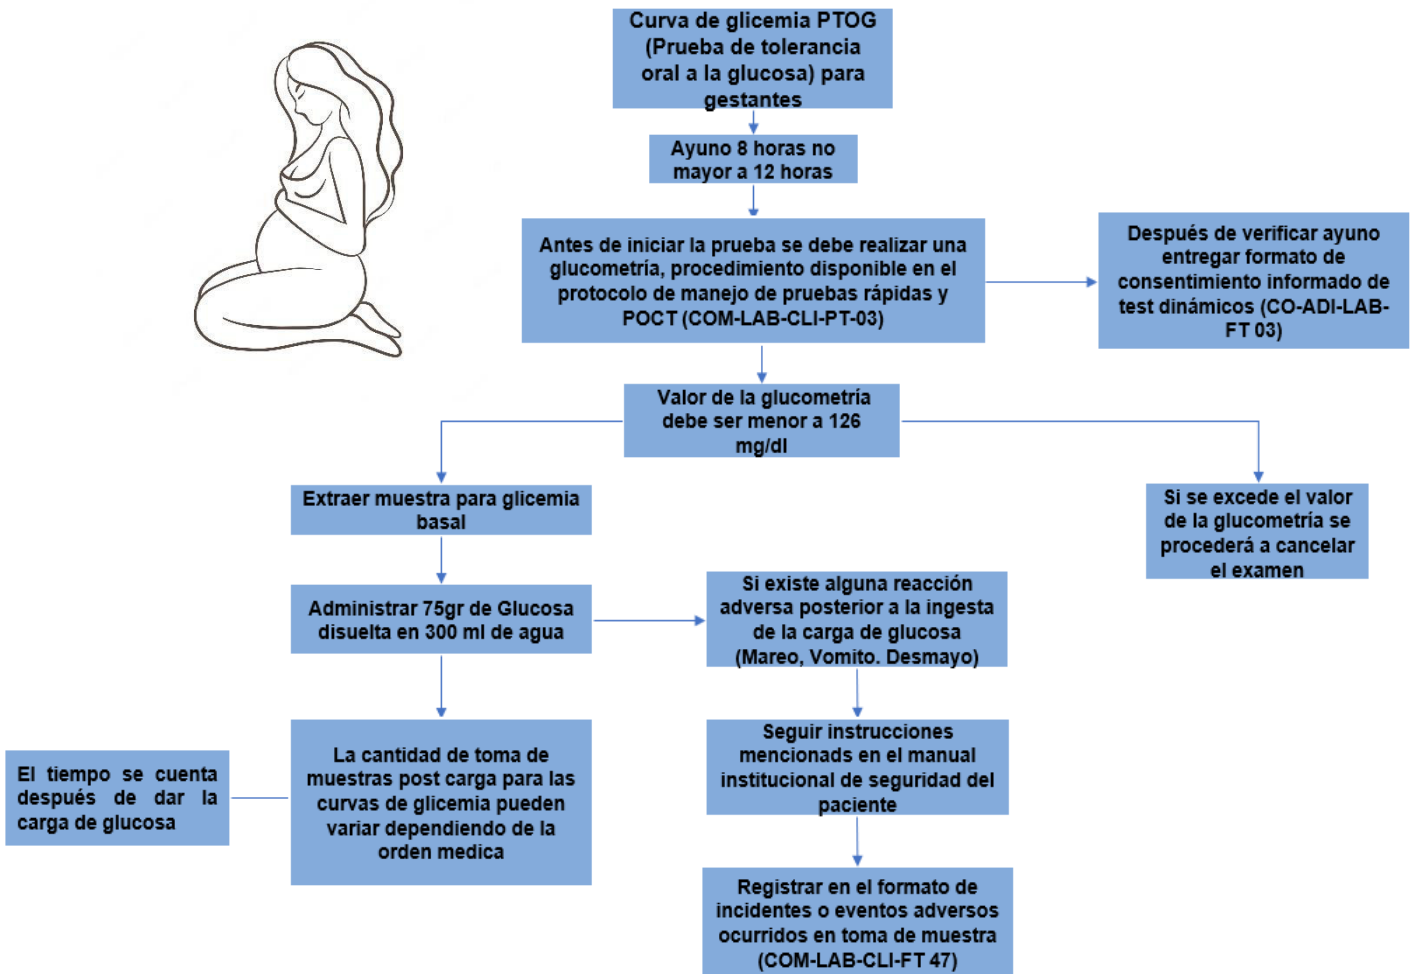 Curva de glicemia PTOG
(Prueba de tolerancia
oral a la glucosa) para
gestantes
Ayuno 8 horas no
mayor a 12 horas
Antes de iniciar la prueba se debe realizar una
glucometría, procedimiento disponible en el
protocolo de manejo de pruebas rápidas y
POCT (COM-LAB-CLI-PT-03)
Después de verificar ayuno
entregar formato de
consentimiento informado de
test dinámicos (CO-ADI-LAB-
FT 03)
Valor de la glucometría
debe ser menor a 126
mg/dl
Extraer muestra para glicemia
basal
Si se excede el valor
de la glucometría se
procederá a cancelar
el examen
Administrar 75gr de Glucosa
disuelta en 300 ml de agua
Si existe alguna reacción
adversa posterior a la ingesta
de la carga de glucosa
(Mareo, Vomito. Desmayo)
Seguir instrucciones
mencionads en el manual
institucional de seguridad del
paciente
La cantidad de toma de
muestras post carga para las
curvas de glicemia pueden
variar dependiendo de la
orden medica
El tiempo se cuenta
después de dar la
carga de glucosa
Registrar en el formato de
incidentes o eventos adversos
ocurridos en toma de muestra
(COM-LAB-CLI-FT 47)